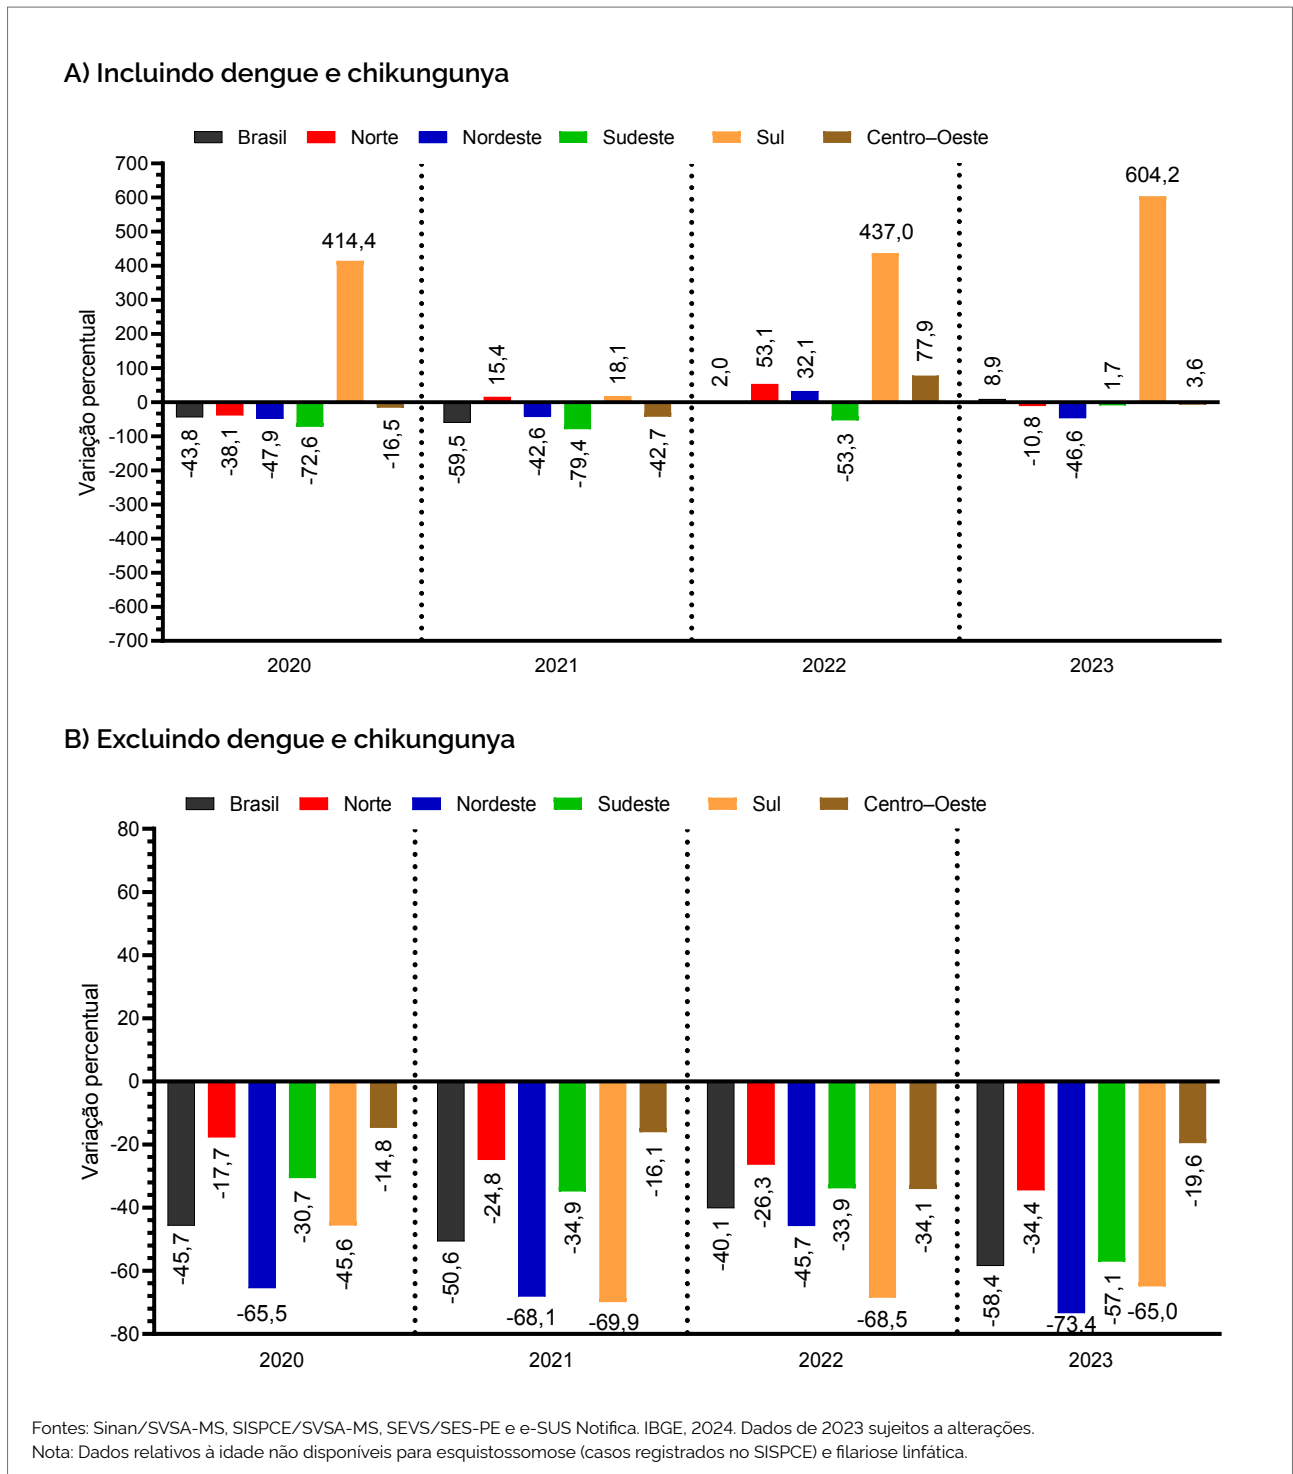 A) Incluindo dengue e chikungunya
Brasil Norte Nordeste Sudeste Sul Centro–Oeste
Variação percentual
700
600
500
400
300
200
100
0
-100
-200
-300
-400
-500
-600
-700
-43,8 -38,1 -47,9 -72,6 414,4 -16,5
-59,5 15,4 -42,6 -79,4 18,1 -42,7
2,0 53,1 32,1 -53,3 437,0 77,9
8,9 -10,8 -46,6 1,7 604,2 3,6
2020 2021 2022 2023
B) Excluindo dengue e chikungunya
Brasil Norte Nordeste Sudeste Sul Centro–Oeste
Variação percentual
80
60
40
20
0
-20
-40
-60
-80
-45,7 -17,7 -65,5 -30,7 -45,6 -14,8
-50,6 -24,8 -68,1 -34,9 -69,9 -16,1
-40,1 -26,3 -45,7 -33,9 -68,5 -34,1
-58,4 -34,4 -73,4 -57,1 -65,0 -19,6
2020 2021 2022 2023
Fontes: Sinan/SVSA-MS, SISPCE/SVSA-MS, SEVS/SES-PE e e-SUS Notifica. IBGE, 2024. Dados de 2023 sujeitos a alterações.
Nota: Dados relativos à idade não disponíveis para esquistossomose (casos registrados no SISPCE) e filariose linfática.